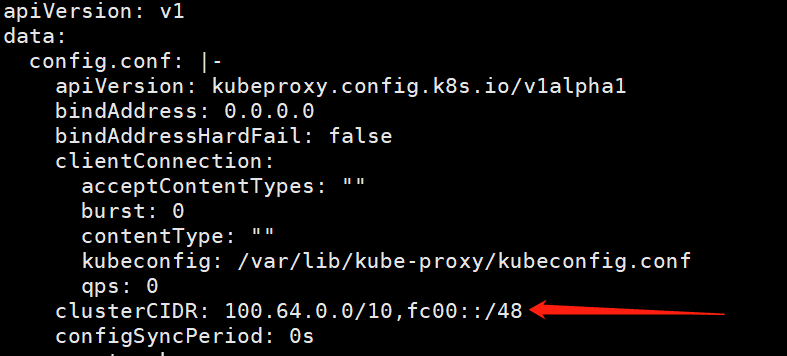 apiVersion: v1
data:
  config.conf: |-
    apiVersion: kubeproxy.config.k8s.io/v1alpha1
    bindAddress: 0.0.0.0
    bindAddressHardFail: false
    clientConnection:
      acceptContentTypes: ""
      burst: 0
      contentType: ""
      kubeconfig: /var/lib/kube-proxy/kubeconfig.conf
      qps: 0
    clusterCIDR: 100.64.0.0/10,fc00::/48
    configSyncPeriod: 0s